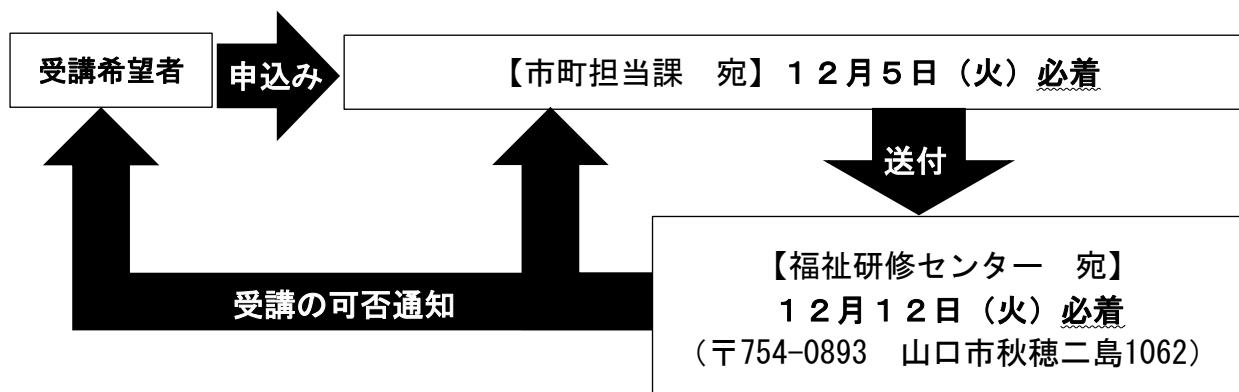 受講希望者
申込み
【市町担当課　宛】１２月５日（火）必着
送付
【福祉研修センター　宛】
１２月１２日（火）必着
（〒754-0893　山口市秋穂二島1062）
受講の可否通知